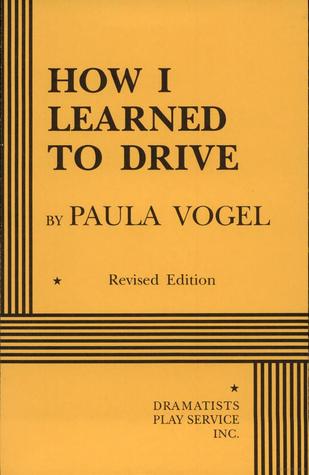 HOW I
LEARNED
TO DRIVE
BY PAULA VOGEL
★ Revised Edition
★
DRAMATISTS
PLAY SERVICE
INC.